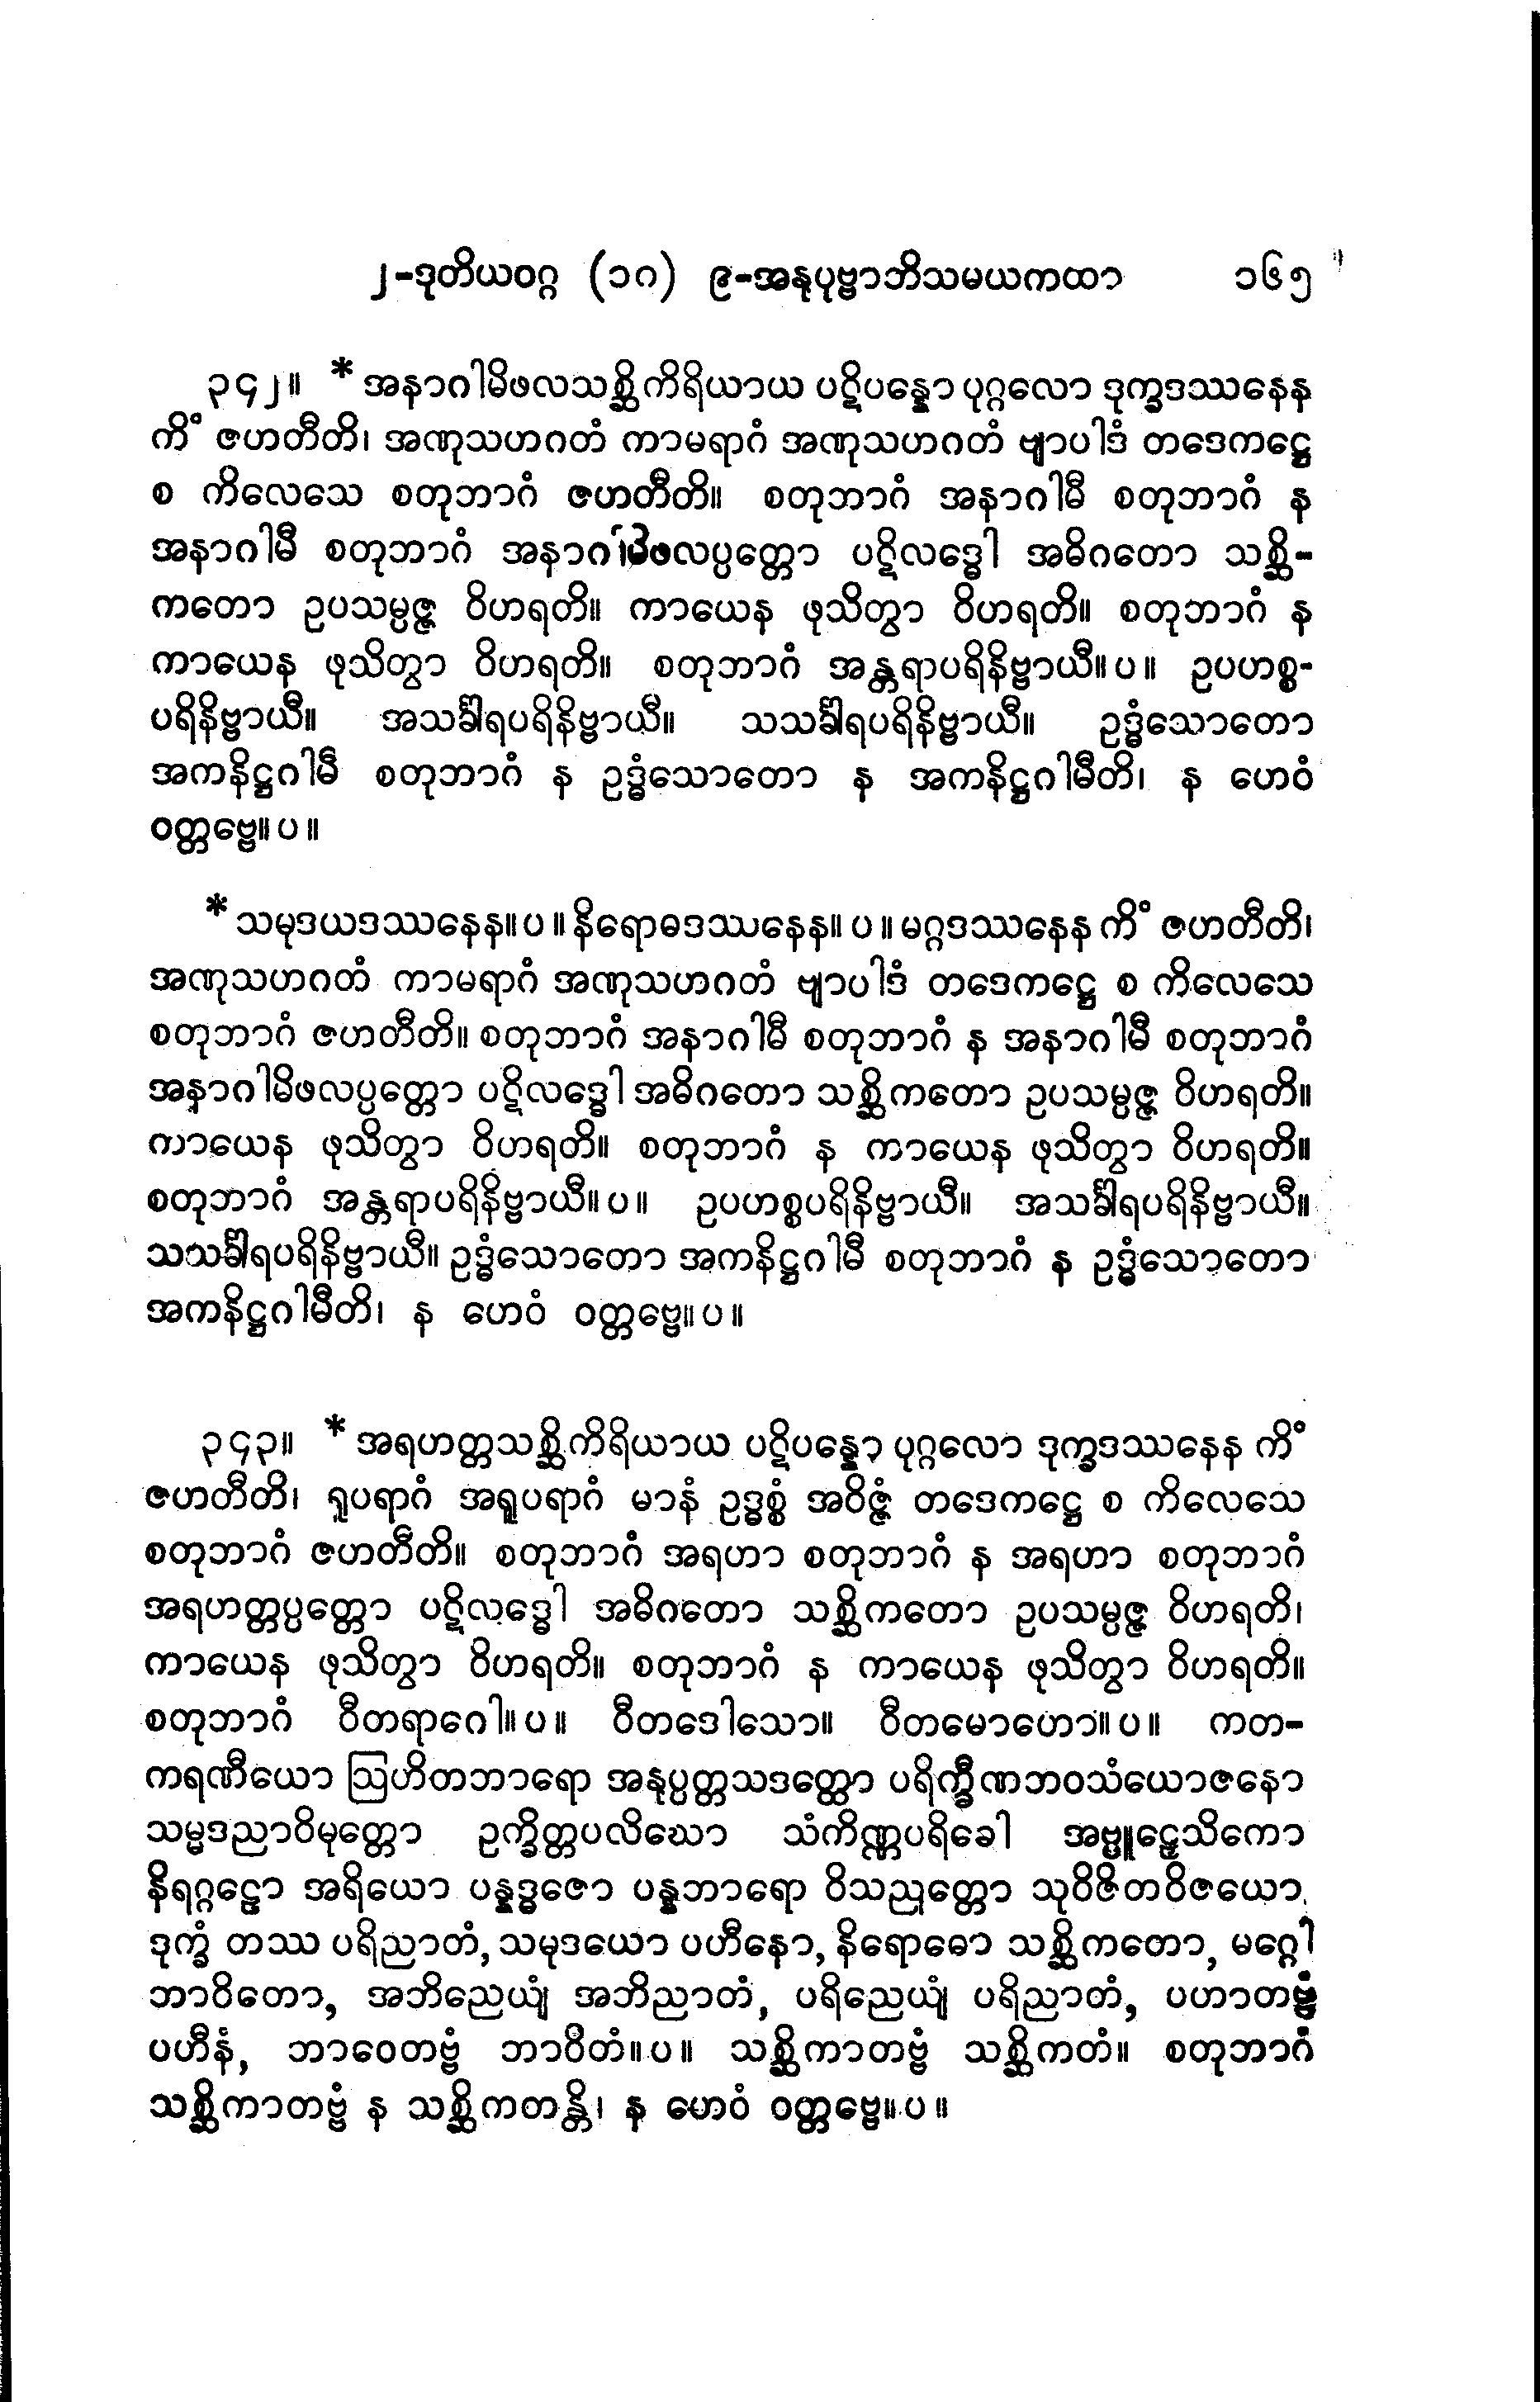 ၂-ဒုတိယဝဂ္ဂ (၁ဂ) ၉-အနုပုဗ္ဗာဘိသမယကထာ ၁၆၅
၃၄၂။ *အနာဂါမိဖလသစ္ဆိကိရိယာယ ပဋိပန္နော ပုဂ္ဂလော ဒုက္ခဒဿနေန
ကိံ ဇဟတီတိ၊ အဏုသဟဂတံ ကာမရာဂံ အဏုသဟဂတံ ဗျာပါဒံ တဒေကဋ္ဌေ
စ ကိလေသေ စတုဘာဂံ ဇဟတီတိ။ စတုဘာဂံ အနာဂါမီ စတုဘာဂံ န
အနာဂါမီ စတုဘာဂံ အနာဂါမိဖလပ္ပတ္တော ပဋိလဒ္ဓေါ အဓိဂတော သစ္ဆိ-
ကတော ဥပသမ္ပဇ္ဇ ဝိဟရတိ။ ကာယေန ဖုသိတွာ ဝိဟရတိ။ စတုဘာဂံ န
ကာယေန ဖုသိတွာ ဝိဟရတိ။ စတုဘာဂံ အန္တရာပရိနိဗ္ဗာယီ။ပ။ ဥပဟစ္စ-
ပရိနိဗ္ဗာယီ။ အသင်္ခါရပရိနိဗ္ဗာယီ။ သသင်္ခါရပရိနိဗ္ဗာယီ။ ဥဒ္ဓံသောတော
အကနိဋ္ဌဂါမီ စတုဘာဂံ န ဥဒ္ဓံသောတော န အကနိဋ္ဌဂါမီတိ၊ န ဟေဝံ
ဝတ္တဗ္ဗေ။ပ။
*သမုဒယဒဿနေန။ပ။နိရောဓဒဿနေန။ပ။မဂ္ဂဒဿနေန ကိံ ဇဟတီတိ၊
အဏုသဟဂတံ ကာမရာဂံ အဏုသဟဂတံ ဗျာပါဒံ တဒေကဋ္ဌေ စ ကိလေသေ
စတုဘာဂံ ဇဟတီတိ။ စတုဘာဂံ အနာဂါမီ စတုဘာဂံ န အနာဂါမီ စတုဘာဂံ
အနာဂါမိဖလပ္ပတ္တော ပဋိလဒ္ဓေါ အဓိဂတော သစ္ဆိကတော ဥပသမ္ပဇ္ဇ ဝိဟရတိ။
ကာယေန ဖုသိတွာ ဝိဟရတိ။ စတုဘာဂံ န ကာယေန ဖုသိတွာ ဝိဟရတိ။
စတုဘာဂံ အန္တရာပရိနိဗ္ဗာယီ။ပ။ ဥပဟစ္စပရိနိဗ္ဗာယီ။ အသင်္ခါရပရိနိဗ္ဗာယီ။
သသင်္ခါရပရိနိဗ္ဗာယီ။ ဥဒ္ဓံသောတော အကနိဋ္ဌဂါမီ စတုဘာဂံ န ဥဒ္ဓံသောတော
အကနိဋ္ဌဂါမီတိ၊ န ဟေဝံ ဝတ္တဗ္ဗေ။ပ။
၃၄၃။ *အရဟတ္တသစ္ဆိကိရိယာယ ပဋိပန္နော ပုဂ္ဂလော ဒုက္ခဒဿနေန ကိံ
ဇဟတီတိ၊ ရူပရာဂံ အရူပရာဂံ မာနံ ဥဒ္ဓစ္စံ အဝိဇ္ဇံ တဒေကဋ္ဌေ စ ကိလေသေ
စတုဘာဂံ ဇဟတီတိ။ စတုဘာဂံ အရဟာ စတုဘာဂံ န အရဟာ စတုဘာဂံ
အရဟတ္တပ္ပတ္တော ပဋိလဒ္ဓေါ အဓိဂတော သစ္ဆိကတော ဥပသမ္ပဇ္ဇ ဝိဟရတိ၊
ကာယေန ဖုသိတွာ ဝိဟရတိ။ စတုဘာဂံ န ကာယေန ဖုသိတွာ ဝိဟရတိ။
စတုဘာဂံ ဝီတရာဂေါ။ပ။ ဝီတဒေါသော။ ဝီတမောဟော။ပ။ ကတ-
ကရဏီယော ဩဟိတဘာရော အနုပ္ပတ္တသဒတ္ထော ပရိက္ခီဏဘဝသံယောဇနော
သမ္မဒညာဝိမုတ္တော ဥက္ခိတ္တပလိဃော သံကိဏ္ဏပရိခေါ အဗ္ဗူဠှေသိကော
နိရဂ္ဂဠော အရိယော ပန္နဒ္ဓဇော ပန္နဘာရော ဝိသညုတ္တော သုဝိဇိတဝိဇယော
ဒုက္ခံ တဿ ပရိညာတံ, သမုဒယော ပဟီနော, နိရောဓော သစ္ဆိကတော, မဂ္ဂေါ
ဘာဝိတော, အဘိညေယျံ အဘိညာတံ, ပရိညေယျံ ပရိညာတံ, ပဟာတဗ္ဗံ
ပဟီနံ, ဘာဝေတဗ္ဗံ ဘာဝိတံ။ပ။ သစ္ဆိကာတဗ္ဗံ သစ္ဆိကတံ။ စတုဘာဂံ
သစ္ဆိကာတဗ္ဗံ န သစ္ဆိကတန္တိ၊ န ဟေဝံ ဝတ္တဗ္ဗေ။ပ။